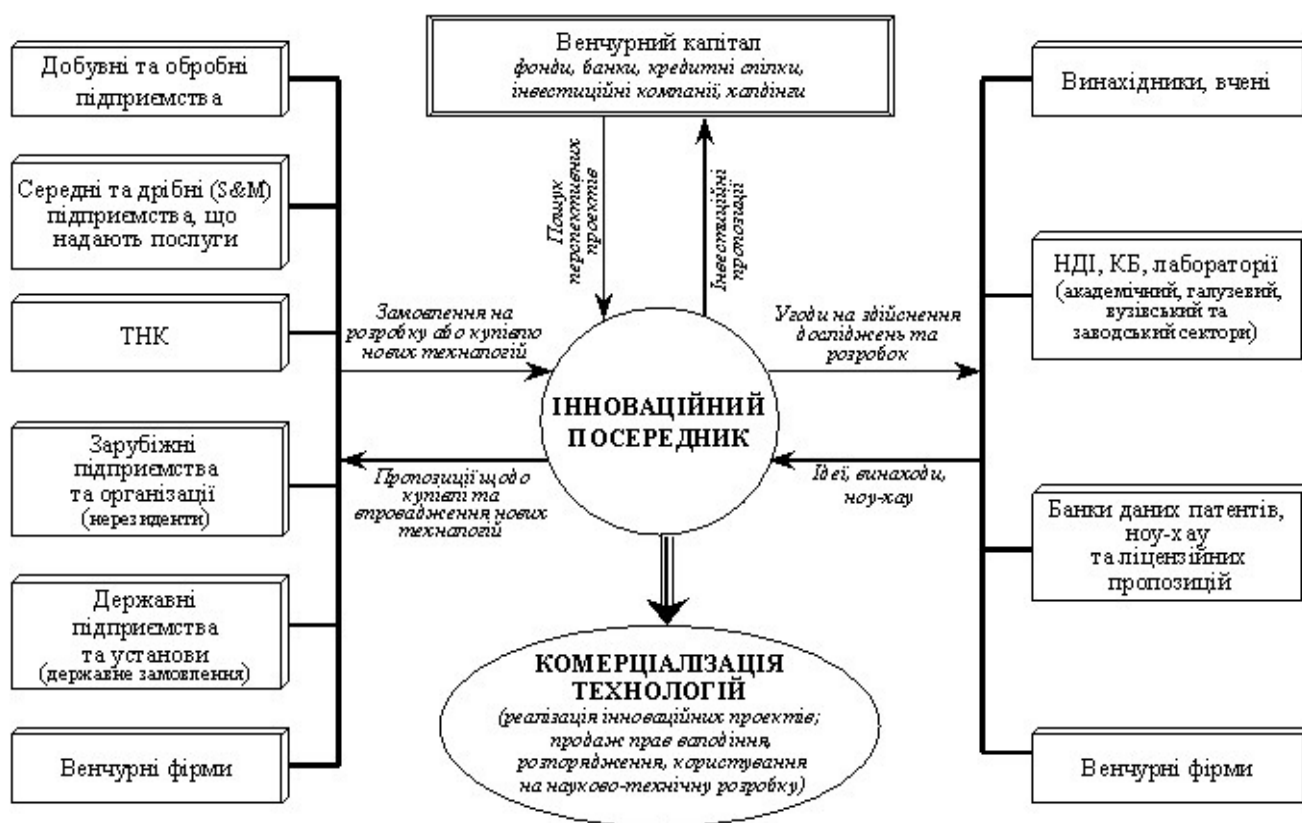 Добувні та обробні
підприємства
Середні та дрібні (S&M)
підприємства, що
надають послуги
ТНК
Зарубіжні
підприємства
та організації
(нерезиденти)
Державні
підприємства
та установи
(державне замовлення)
Венчурні фірми
Венчурний капітал
фонди, банки, кредитні спілки,
інвестиційні компанії, холдінги
Пошук
перспективних
проектів
Інвестиційні
пропозиції
Замовлення на
розробку або купівлю
нових технологій
Угоди на здійснення
досліджень та
розробок
ІННОВАЦІЙНИЙ
ПОСЕРЕДНИК
Пропозиції щодо
купівлі та
впровадження нових
технологій
Ідеї, винаходи,
ноу-хау
КОМЕРЦІАЛІЗАЦІЯ
ТЕХНОЛОГІЙ
(реалізація інноваційних проектів;
продаж прав володіння,
розпорядження, користування
на науково-технічну розробку)
Винахідники, вчені
НДІ, КБ, лабораторії
(академічний, галузевий,
вузівський та
заводський сектори)
Банки даних патентів,
ноу-хау
та ліцензійних
пропозицій
Венчурні фірми